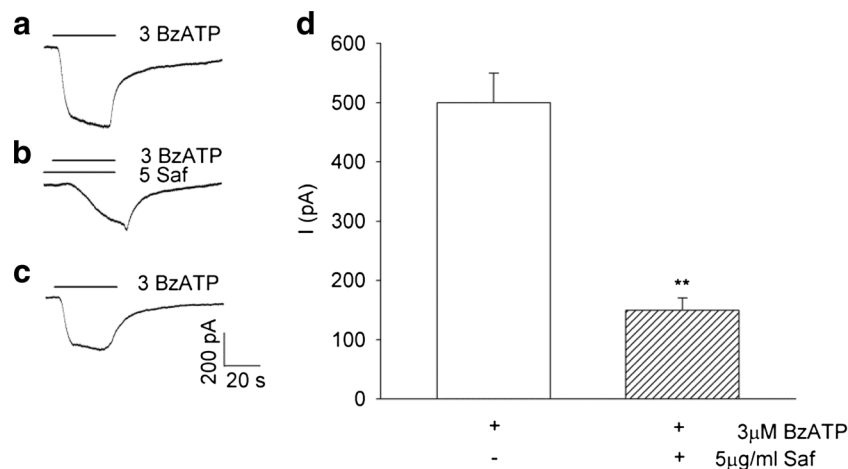 a
3 BzATP
b
3 BzATP
5 Saf
c
3 BzATP
200 pA
20 s
d
600
500
400
300
200
100
0
I (pA)
**
+ + 3μM BzATP
- + 5μg/ml Saf